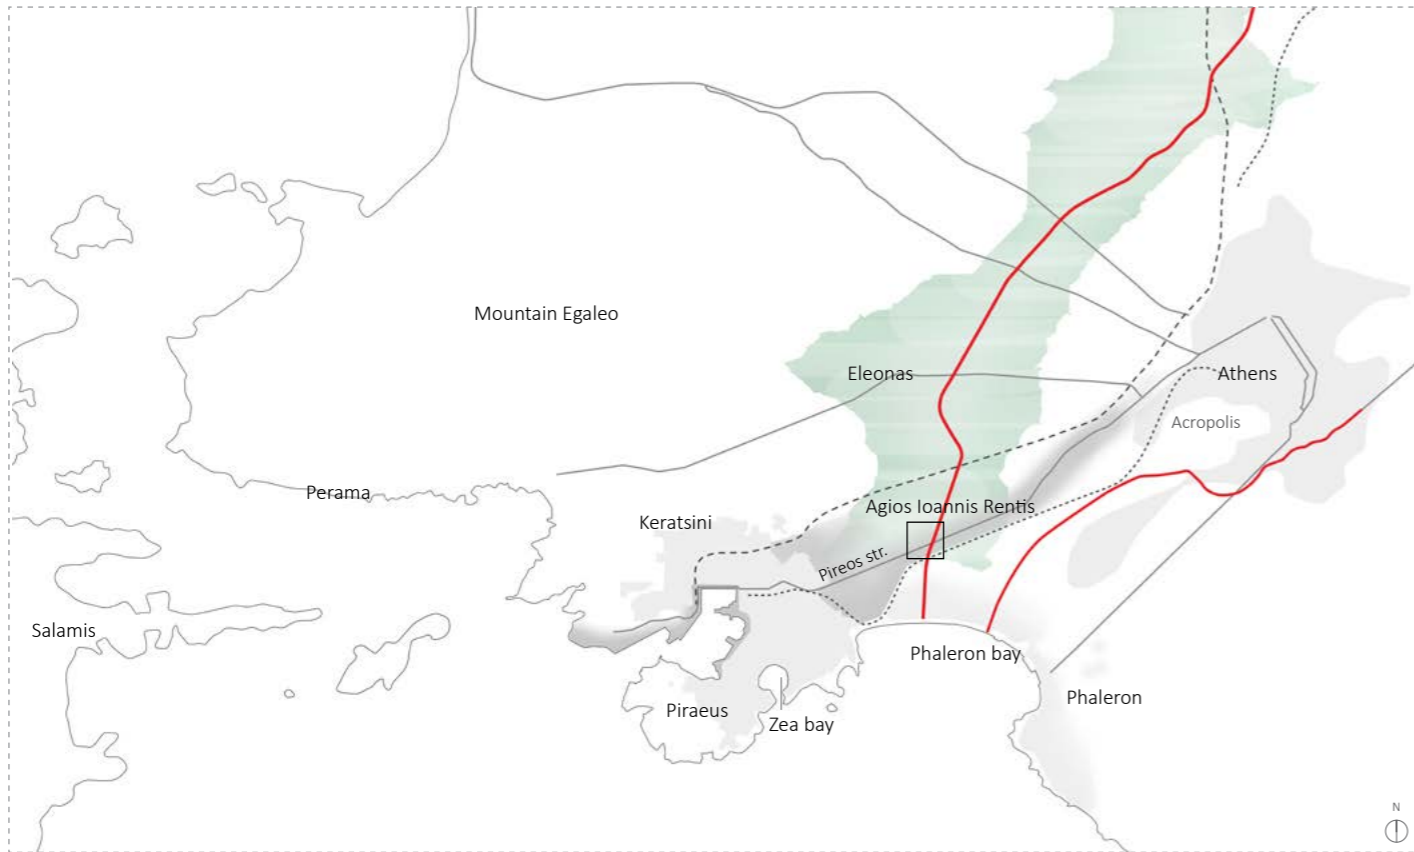 Mountain Egaleo
Eleonas
Athens
Acropolis
Perama
Agios Ioannis Rentis
Keratsini
Pireos str.
Salamis
Phaleron bay
Phaleron
Piraeus
Zea bay
N